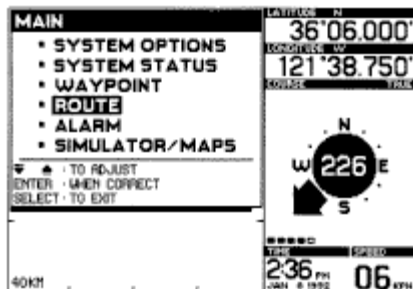 MAIN
SYSTEM OPTIONS
SYSTEM STATUS
WAYPOINT
ROUTE
ALARM
SIMULATOR/MAPS
TO ADJUST
ENTER · WHEN CORRECT
SELECT · TO EXIT
40KM
LATITUDE N
36°06.000'
LONGITUDE W
121°38.750'
COURSE TRUE
N
W 226 E
S
TIME SPEED
2:36 PM 06 KPH
JAN 8 1992